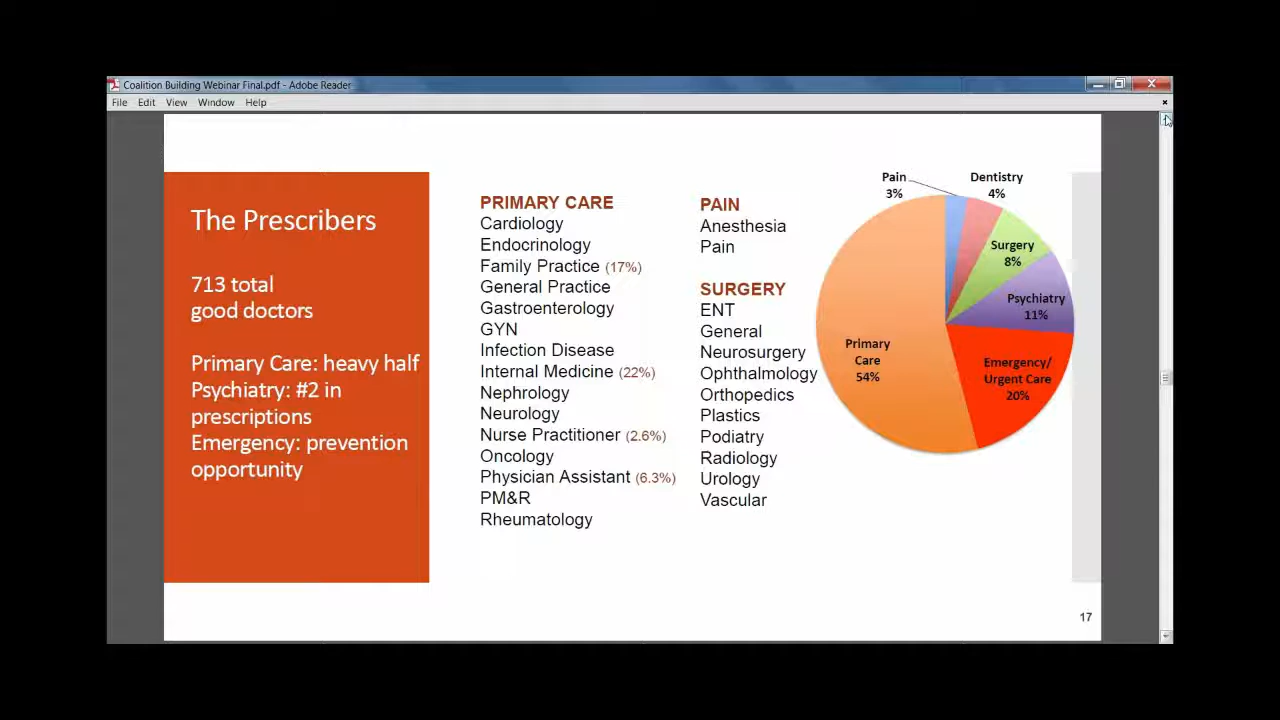 Coalition Building Webinar Final.pdf - Adobe Reader
File Edit View Window Help
The Prescribers
713 total
good doctors
Primary Care: heavy half
Psychiatry: #2 in
prescriptions
Emergency: prevention
opportunity
PRIMARY CARE
Cardiology
Endocrinology
Family Practice (17%)
General Practice
Gastroenterology
GYN
Infection Disease
Internal Medicine (22%)
Nephrology
Neurology
Nurse Practitioner (2.6%)
Oncology
Physician Assistant (6.3%)
PM&R
Rheumatology
PAIN
Anesthesia
Pain
SURGERY
ENT
General
Neurosurgery
Ophthalmology
Orthopedics
Plastics
Podiatry
Radiology
Urology
Vascular
Pain
3%
Dentistry
4%
Surgery
8%
Psychiatry
11%
Emergency/
Urgent Care
20%
Primary
Care
54%
17